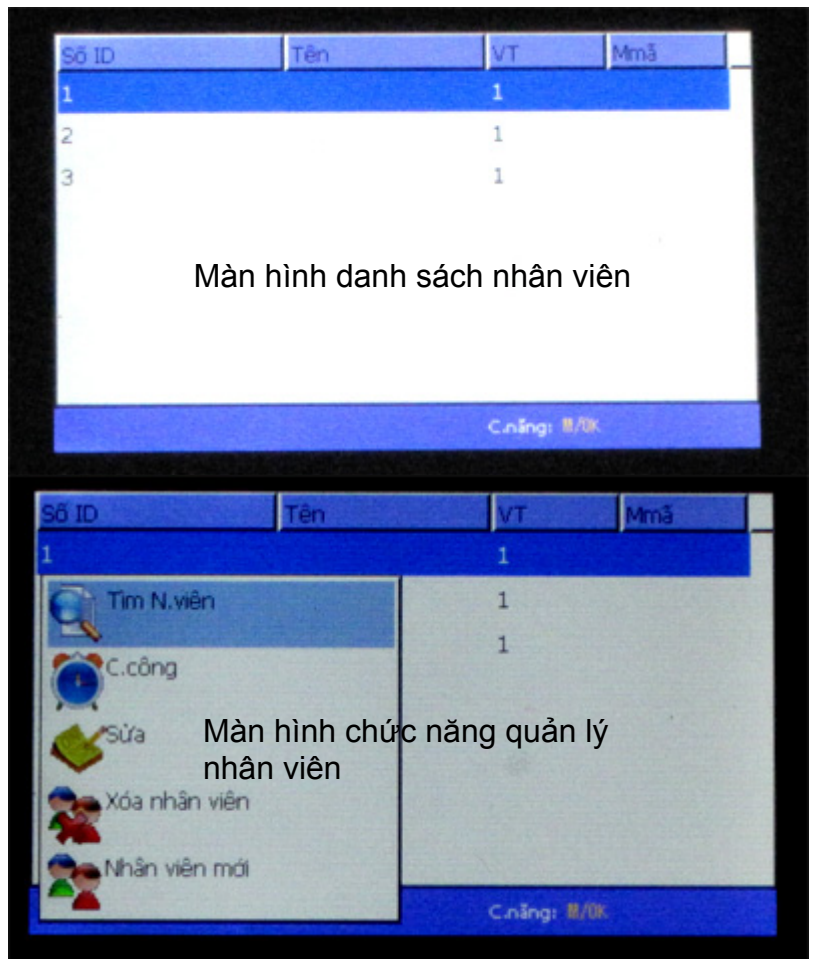 Số ID Tên VT Mmã
1 1
2 1
3 1
Màn hình danh sách nhân viên
C.năng: M/OK
Số ID Tên VT Mmã
1 1
Tìm N.viên 1
C.công 1
Sửa
Màn hình chức năng quản lý
nhân viên
Xóa nhân viên
Nhân viên mới
C.năng: M/OK